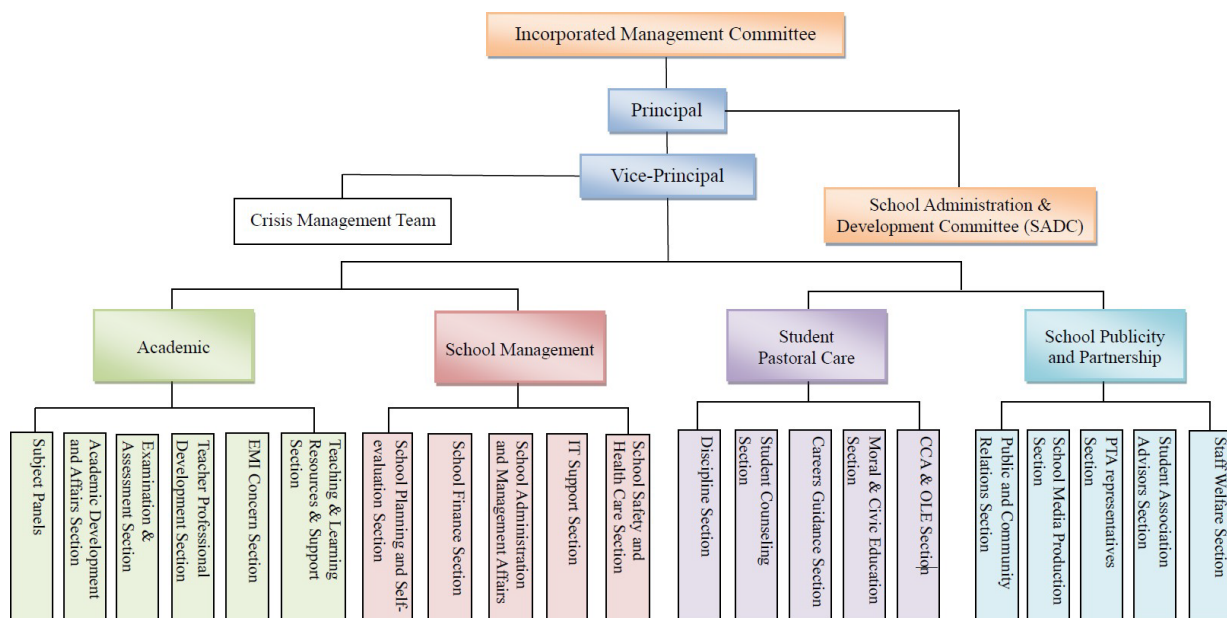 Incorporated Management Committee
Principal
Vice-Principal
Crisis Management Team
School Administration &
Development Committee (SADC)
Academic
School Management
Student
Pastoral Care
School Publicity
and Partnership
Subject Panels
Academic Development
and Affairs Section
Examination &
Assessment Section
Teacher Professional
Development Section
EMI Concern Section
Teaching & Learning
Resources & Support
Section
School Planning and Self-
evaluation Section
School Finance Section
School Administration
and Management Affairs
IT Support Section
School Safety and
Health Care Section
Discipline Section
Student Counseling
Section
Careers Guidance Section
Moral & Civic Education
Section
CCA & OLE Section
Public and Community
Relations Section
School Media Production
Section
PTA representatives
Section
Student Association
Advisors Section
Staff Welfare Section